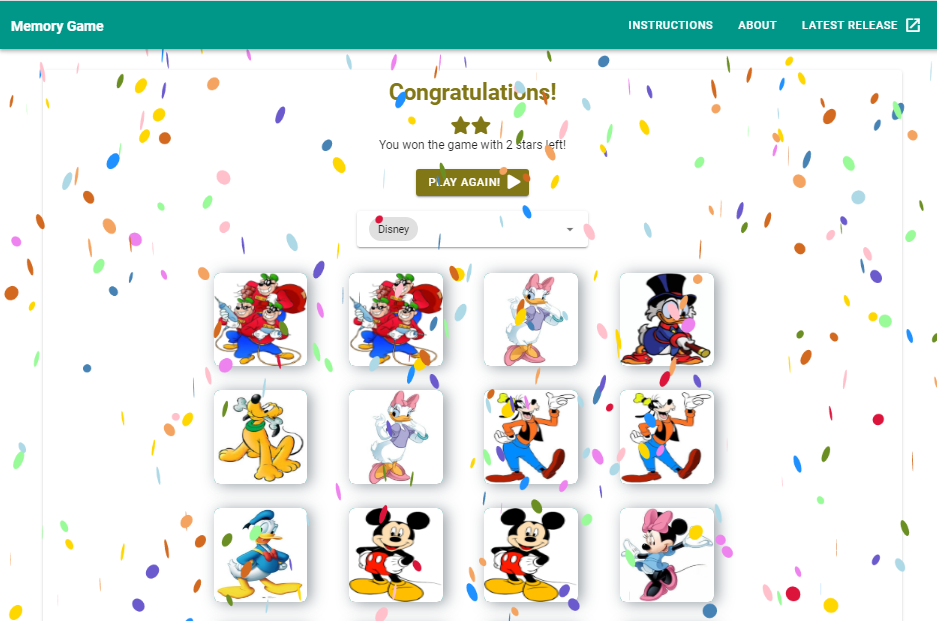 Memory Game
INSTRUCTIONS
ABOUT
LATEST RELEASE
Congratulations!
You won the game with 2 stars left!
PLAY AGAIN!
Disney